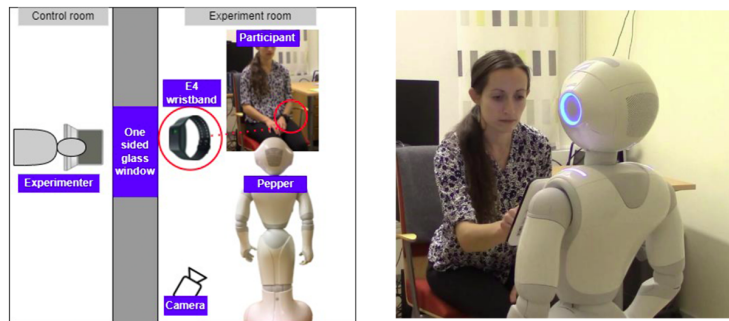 Control room
Experiment room
Participant
E4
wristband
One
sided
glass
window
Experimenter
Pepper
Camera